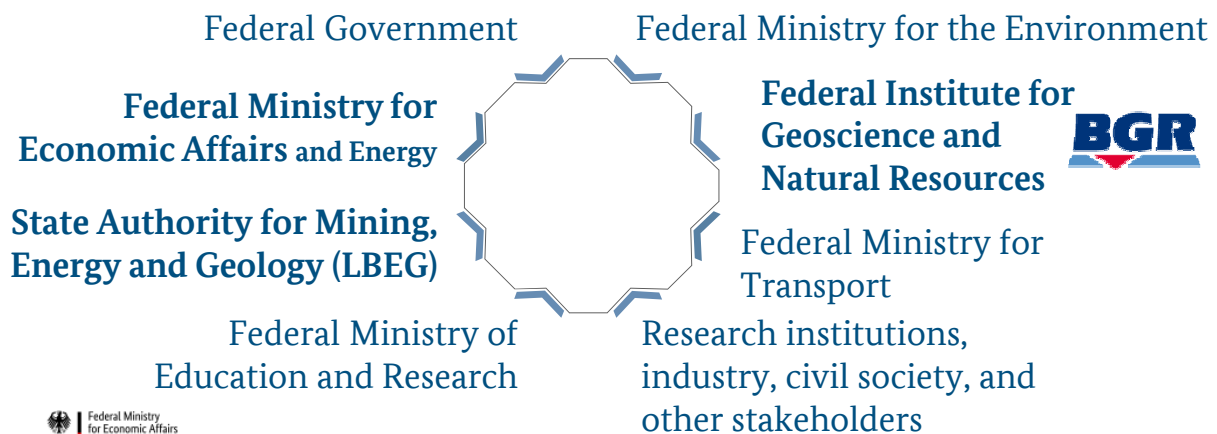 Federal Government
Federal Ministry for the Environment
Federal Ministry for
Economic Affairs and Energy
Federal Institute for
Geoscience and
Natural Resources
BGR
State Authority for Mining,
Energy and Geology (LBEG)
Federal Ministry for
Transport
Federal Ministry of
Education and Research
Research institutions,
industry, civil society, and
other stakeholders
Federal Ministry
for Economic Affairs